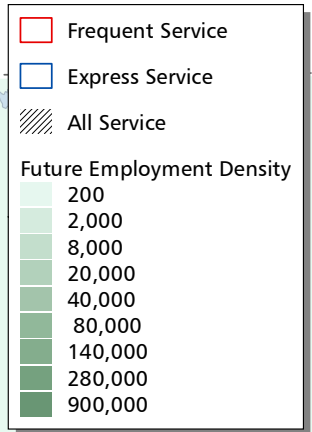 Frequent Service
Express Service
All Service
Future Employment Density
200
2,000
8,000
20,000
40,000
80,000
140,000
280,000
900,000